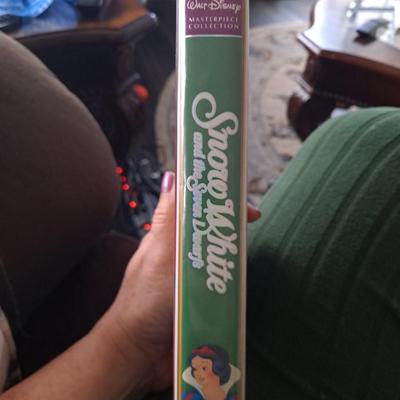 WALT DISNEY
MASTERPIECE
COLLECTION
Snow White
and the Seven Dwarfs